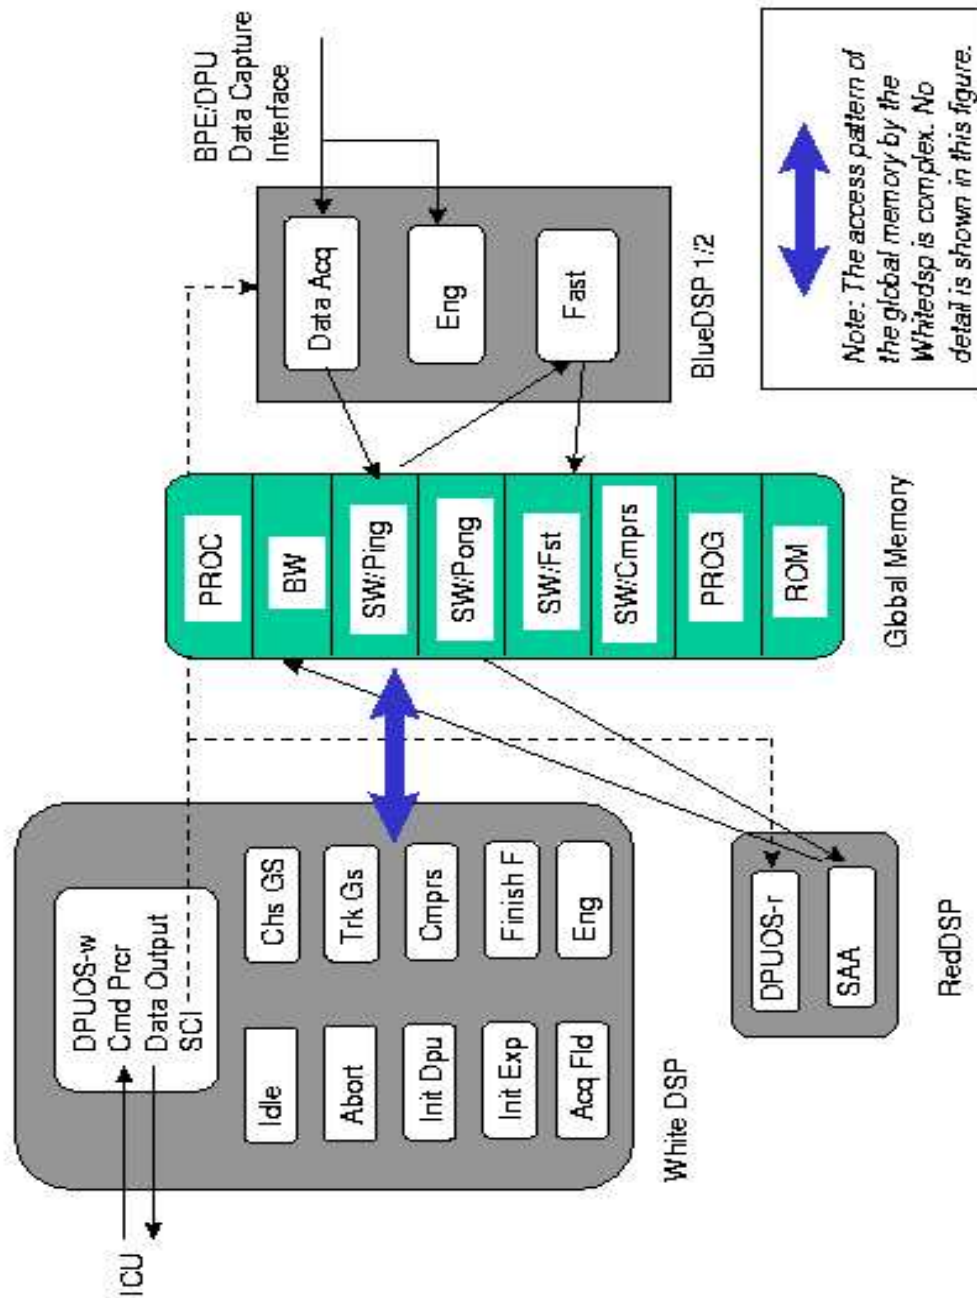 ICU
DPUOS-w
Cmd Prcr
Data Output
SCI
Idle
Chs GS
Abort
Trk Gs
Init Dpu
Cmprs
Init Exp
Finish F
Acq Fld
Eng
White DSP
DPUOS-r
SAA
RedDSP
PROC
BW
SW/Ping
SW/Pong
SW/Fst
SW/Cmprs
PROG
ROM
Global Memory
BPE/DPU
Data Capture
Interface
Data Acq
Eng
Fast
BlueDSP 1/2
Note: The access pattern of
the global memory by the
Whitedsp is complex. No
detail is shown in this figure.